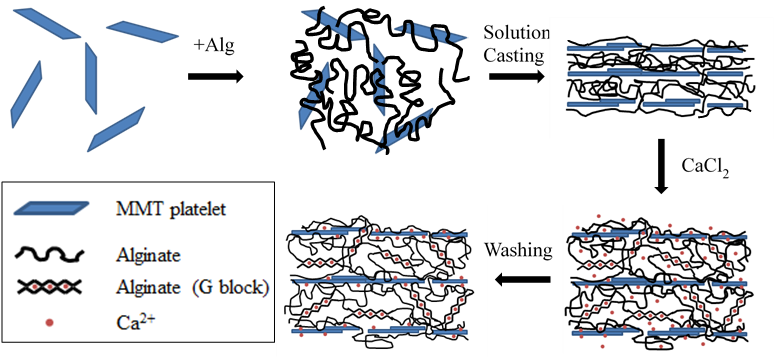 +Alg
Solution
Casting
CaCl₂
Washing
MMT platelet
Alginate
Alginate (G block)
Ca²⁺